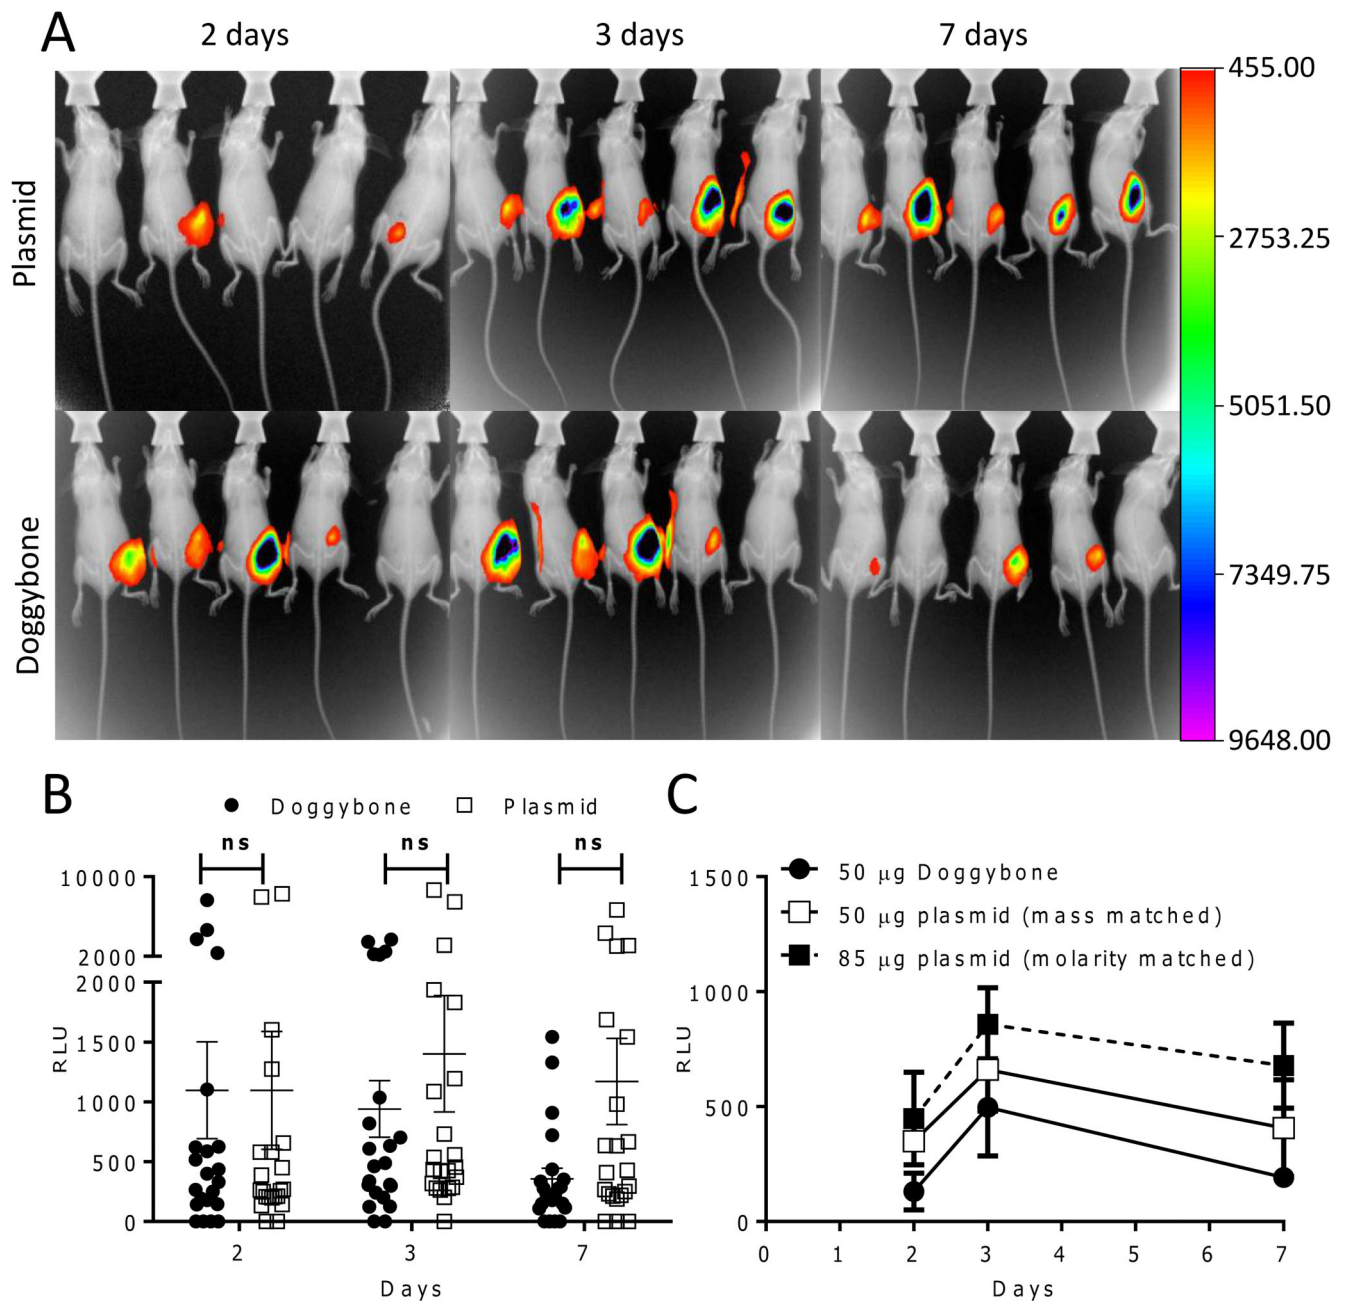 A
2 days
3 days
7 days
Plasmid
Doggybone
455.00
2753.25
5051.50
7349.75
9648.00
B
Doggybone
Plasmid
ns
ns
ns
10000
2000
2000
1500
1000
500
0
RLU
2
3
7
Days
C
50 μg Doggybone
50 μg plasmid (mass matched)
85 μg plasmid (molarity matched)
1500
1000
500
0
RLU
0
1
2
3
4
5
6
7
Days